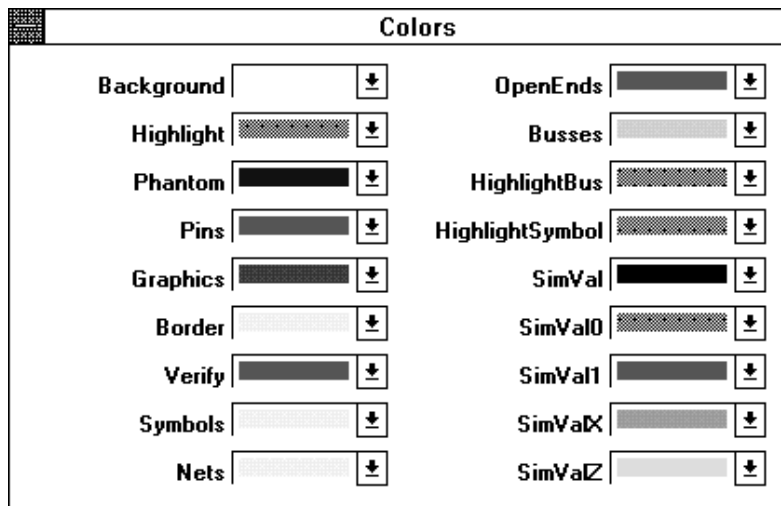 Colors
Background
Highlight
Phantom
Pins
Graphics
Border
Verify
Symbols
Nets
OpenEnds
Busses
HighlightBus
HighlightSymbol
SimVal
SimVal0
SimVal1
SimValX
SimValZ